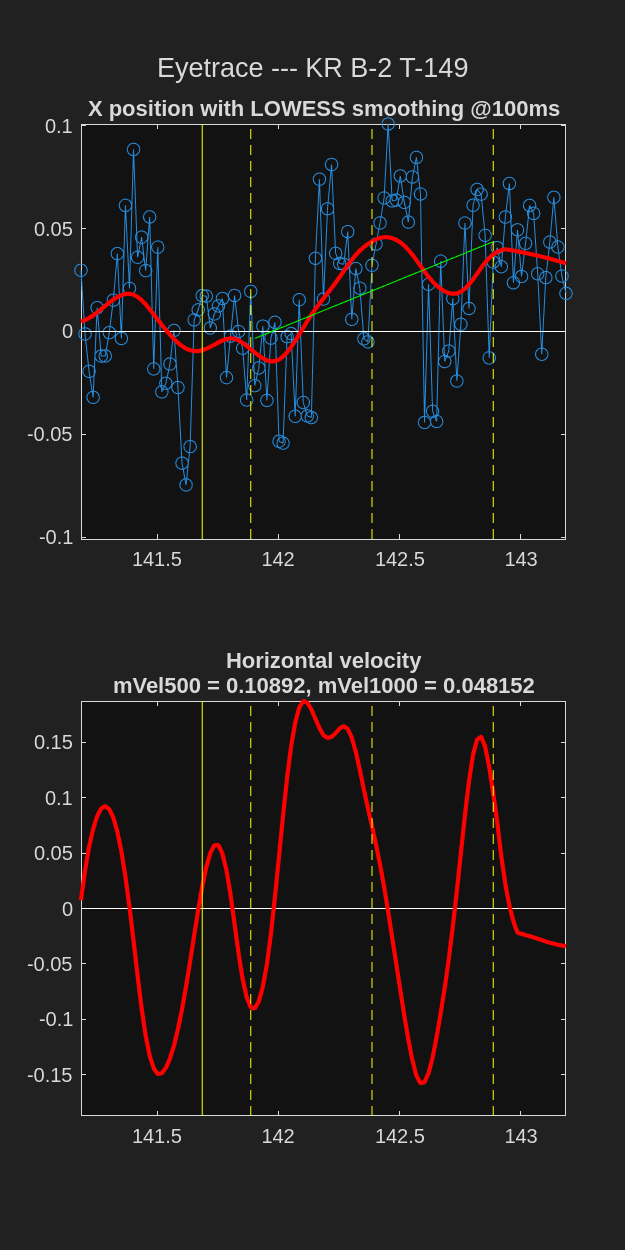 Eyetrace --- KR B-2 T-149
X position with LOWESS smoothing @100ms
0.1
0.05
0
-0.05
-0.1
141.5 142 142.5 143
Horizontal velocity
mVel500 = 0.10892, mVel1000 = 0.048152
0.15
0.1
0.05
0
-0.05
-0.1
-0.15
141.5 142 142.5 143